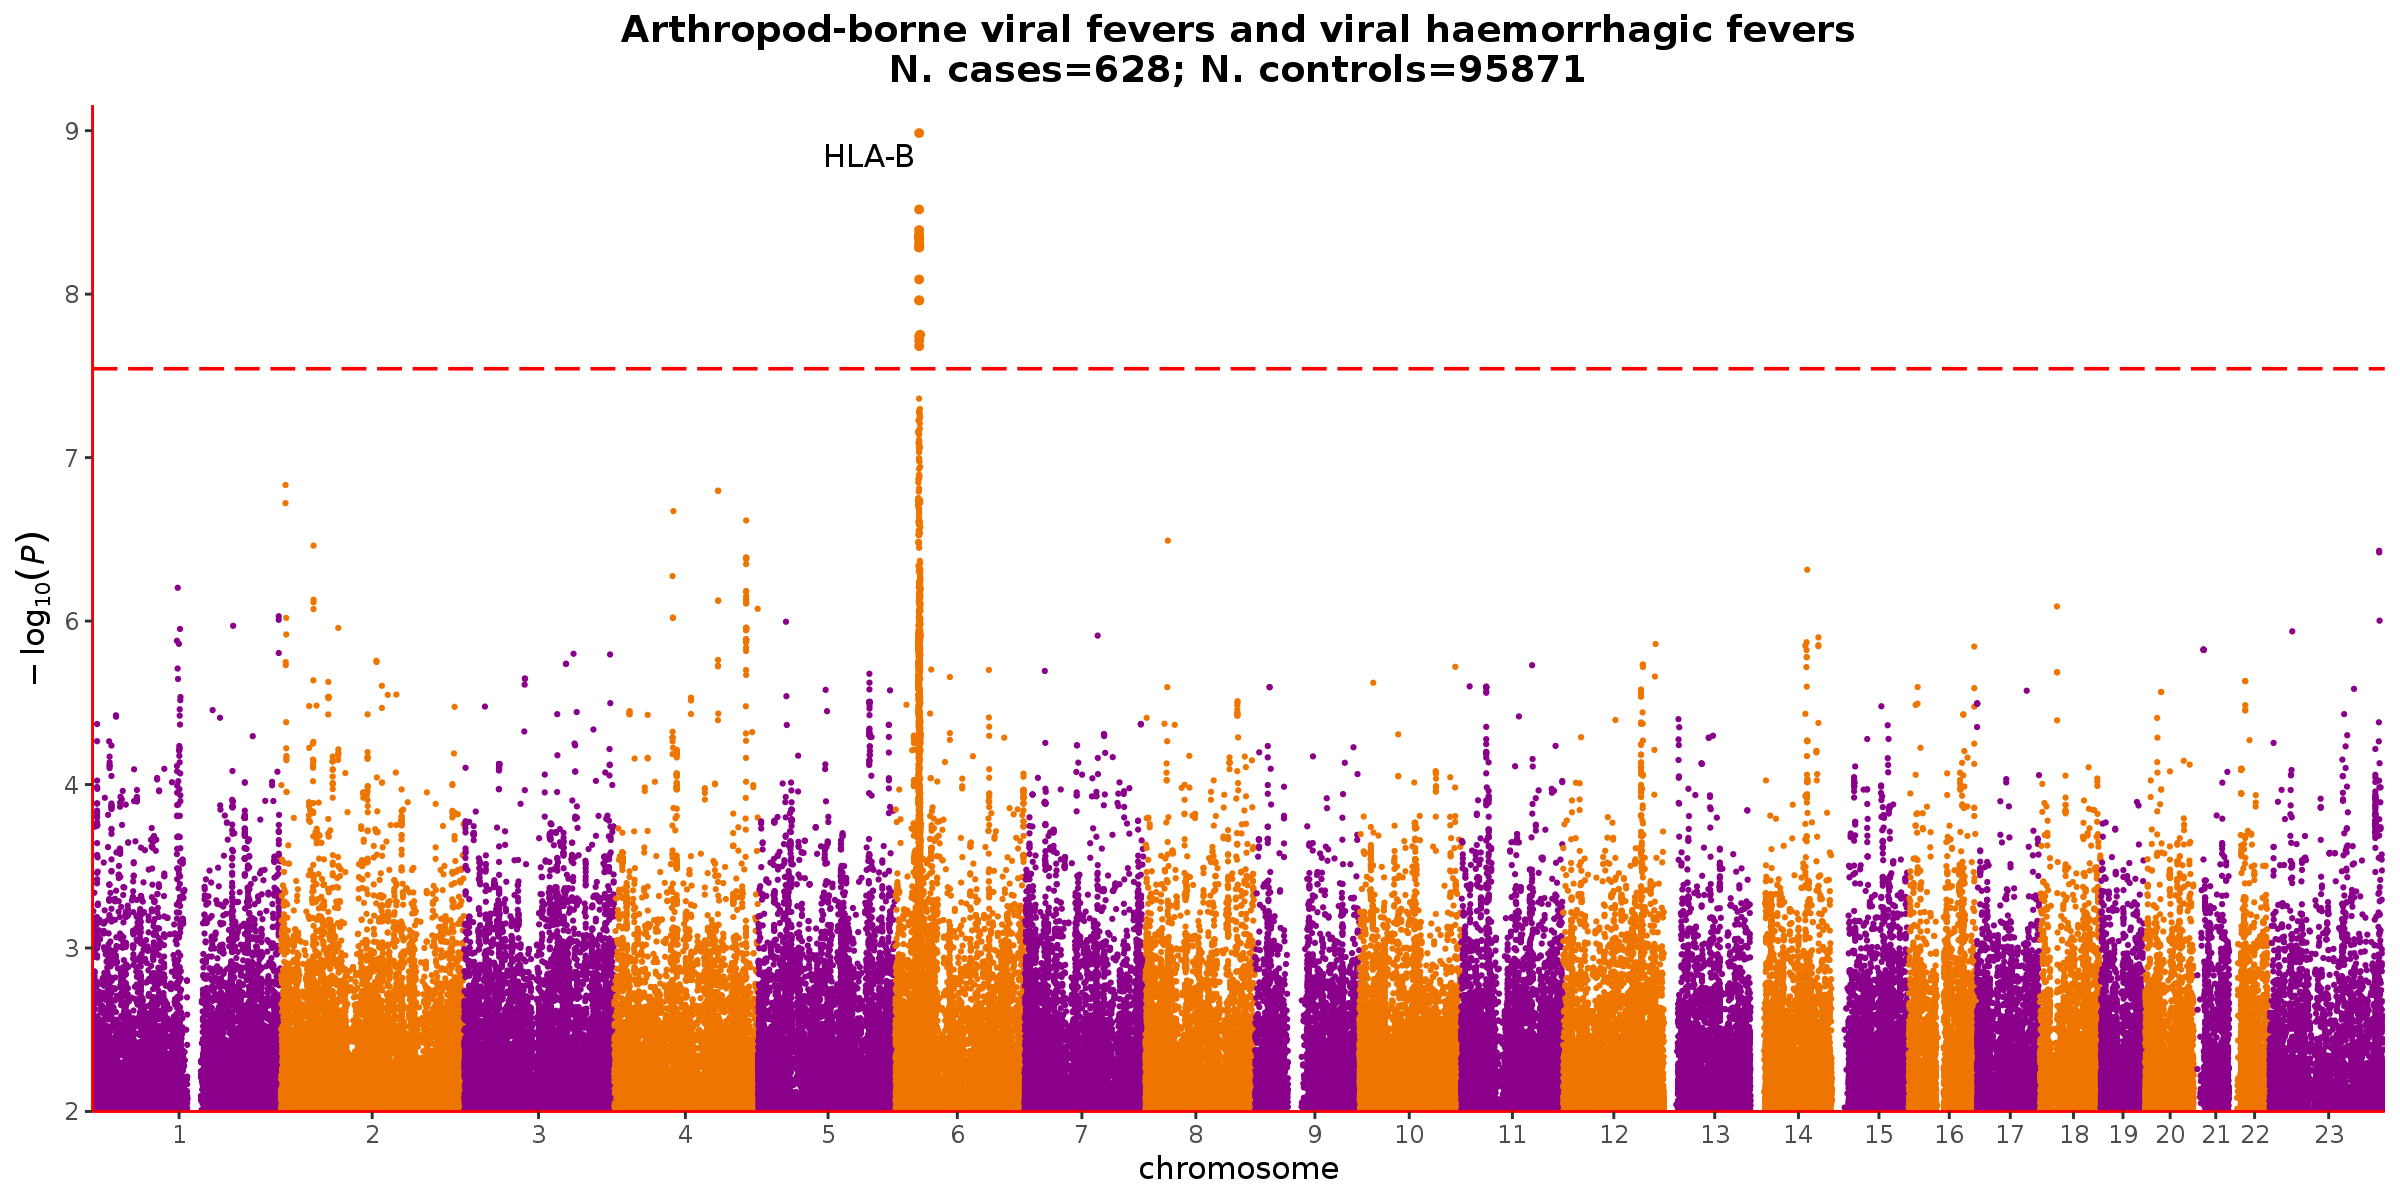 Arthropod-borne viral fevers and viral haemorrhagic fevers
N. cases=628; N. controls=95871
9
HLA-B
8
7
6
5
4
3
2
−log₁₀(P)
1 2 3 4 5 6 7 8 9 10 11 12 13 14 15 16 17 18 19 20 21 22 23
chromosome